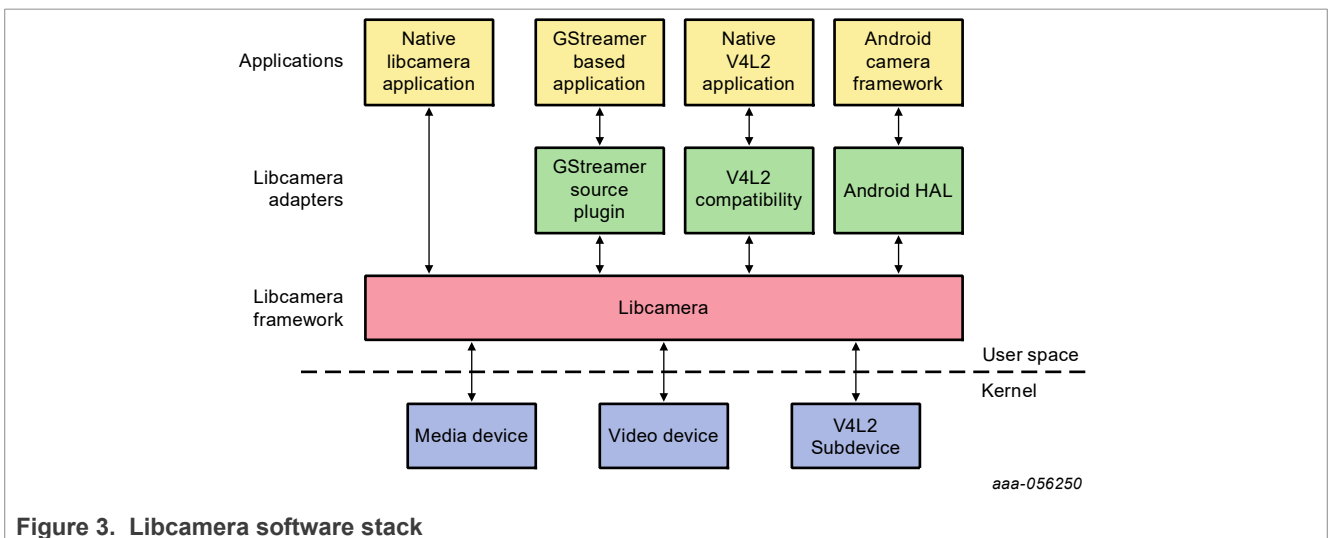 Applications
Native
libcamera
application
GStreamer
based
application
Native
V4L2
application
Android
camera
framework
Libcamera
adapters
GStreamer
source
plugin
V4L2
compatibility
Android HAL
Libcamera
framework
Libcamera
User space
Kernel
Media device
Video device
V4L2
Subdevice
aaa-056250
Figure 3. Libcamera software stack